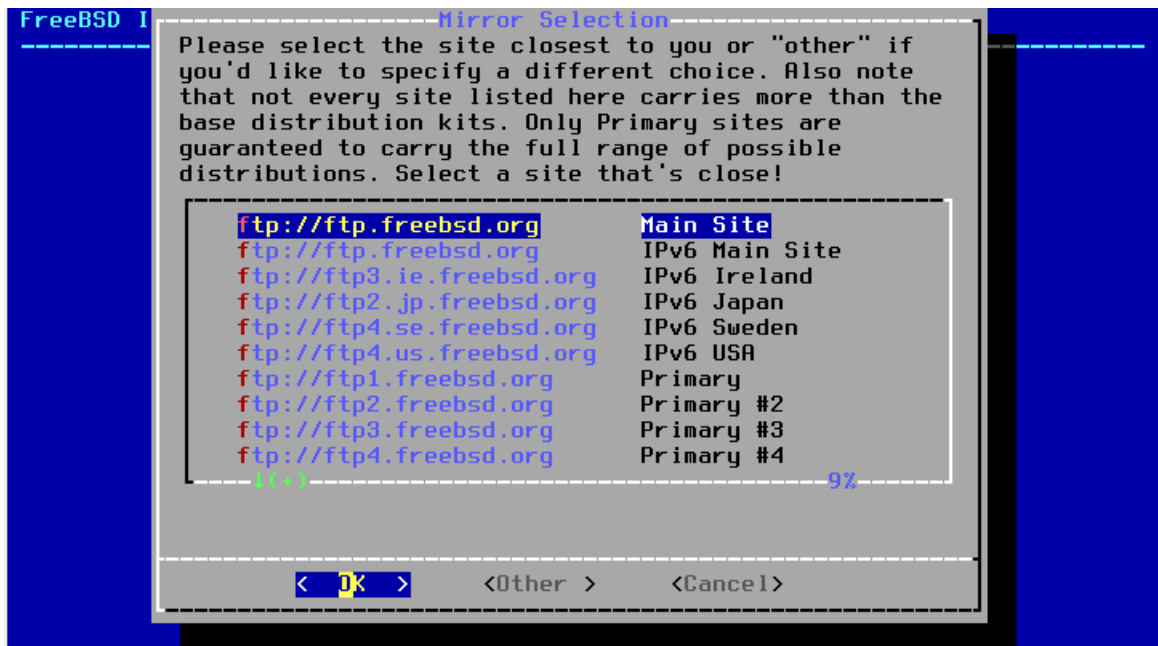 FreeBSD I
Mirror Selection
Please select the site closest to you or "other" if
you'd like to specify a different choice. Also note
that not every site listed here carries more than the
base distribution kits. Only Primary sites are
guaranteed to carry the full range of possible
distributions. Select a site that's close!
ftp://ftp.freebsd.org Main Site
ftp://ftp.freebsd.org IPv6 Main Site
ftp://ftp3.ie.freebsd.org IPv6 Ireland
ftp://ftp2.jp.freebsd.org IPv6 Japan
ftp://ftp4.se.freebsd.org IPv6 Sweden
ftp://ftp4.us.freebsd.org IPv6 USA
ftp://ftp1.freebsd.org Primary
ftp://ftp2.freebsd.org Primary #2
ftp://ftp3.freebsd.org Primary #3
ftp://ftp4.freebsd.org Primary #4
↓(+) 9%
< OK > <Other > <Cancel>